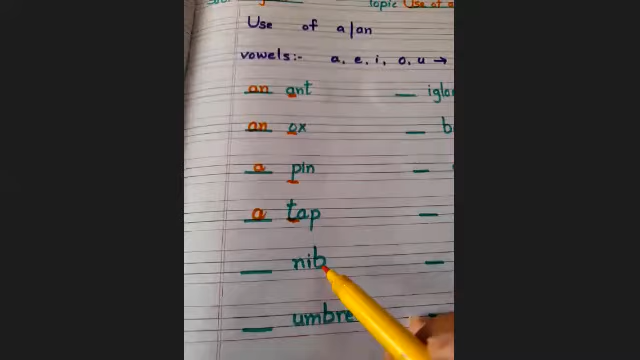 topic Use of a
Use of a/an
vowels:- a, e, i, o, u →
an ant
an ox
a pin
a tap
nib